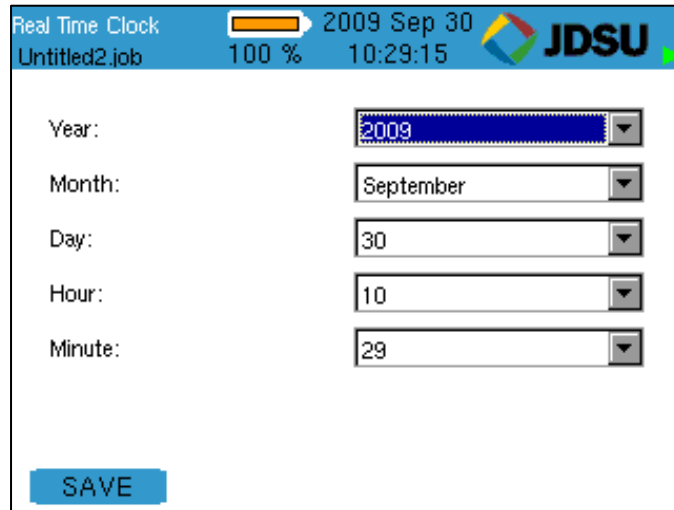 Real Time Clock 2009 Sep 30 JDSU
Untitled2.job 100 % 10:29:15
Year: 2009
Month: September
Day: 30
Hour: 10
Minute: 29
SAVE